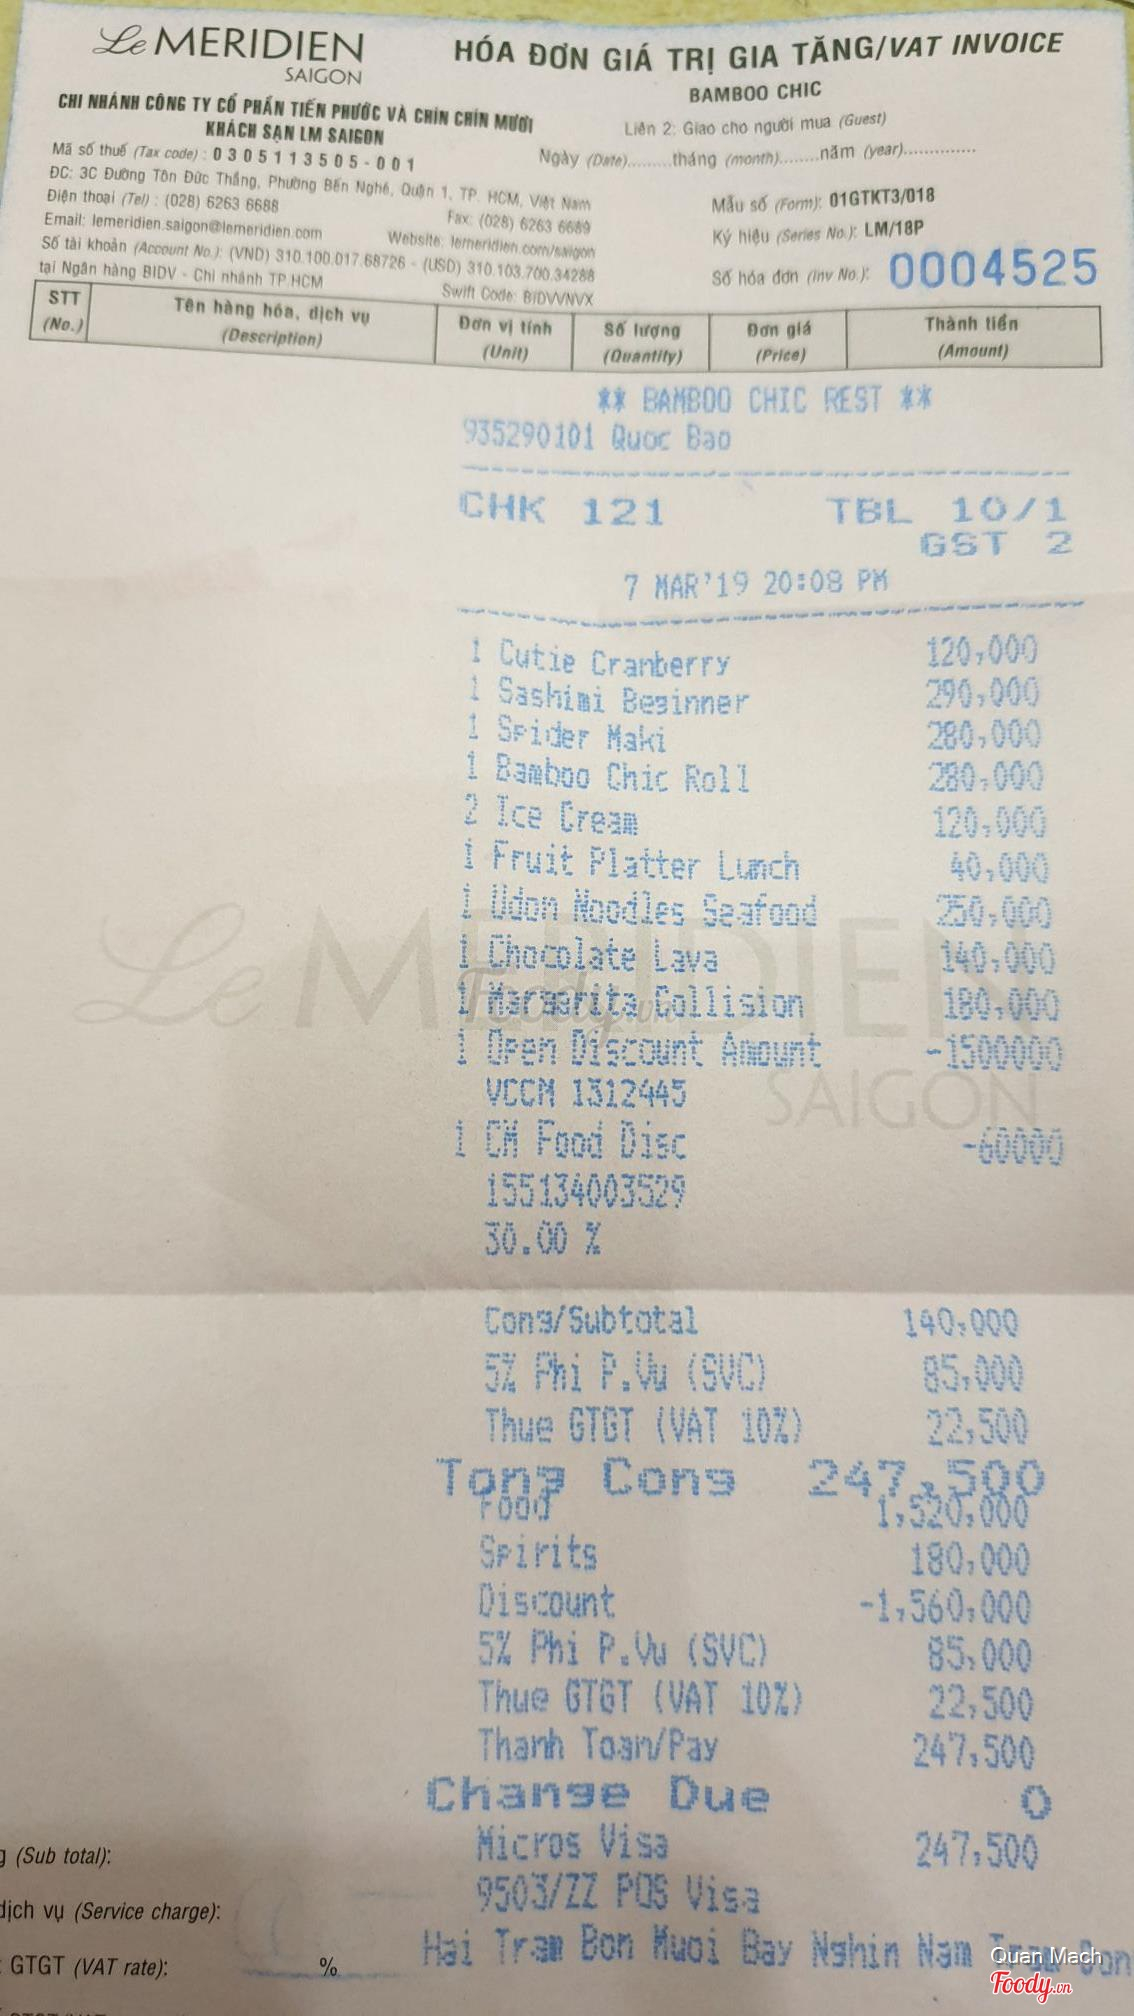 Le MERIDIEN
SAIGON
HÓA ĐƠN GIÁ TRỊ GIA TĂNG/VAT INVOICE
BAMBOO CHIC
CHI NHÁNH CÔNG TY CỔ PHẦN TIẾN PHƯỚC VÀ CHÍN CHÍN MƯƠI
KHÁCH SẠN LM SAIGON
Liên 2: Giao cho người mua (Guest)
Mã số thuế (Tax code) : 0305113505-001
Ngày (Date).........tháng (month)........năm (year)...............
ĐC: 3C Đường Tôn Đức Thắng, Phường Bến Nghé, Quận 1, TP. HCM, Việt Nam
Điện thoại (Tel) : (028) 6263 6688 Fax: (028) 6263 6689
Mẫu số (Form): 01GTKT3/018
Email: lemeridien.saigon@lemeridien.com Website: lemeridien.com/saigon
Ký hiệu (Series No.): LM/18P
Số tài khoản (Account No.): (VND) 310.100.017.68726 - (USD) 310.103.700.34288
Số hóa đơn (Inv No.): 0004525
tại Ngân hàng BIDV - Chi nhánh TP.HCM Swift Code: BIDVVNVX
STT Tên hàng hóa, dịch vụ Đơn vị tính Số lượng Đơn giá Thành tiền
(No.) (Description) (Unit) (Quantity) (Price) (Amount)
** BAMBOO CHIC REST **
935290101 Quoc Bao
CHK 121 TBL 10/1
GST 2
7 MAR'19 20:08 PM
1 Cutie Cranberry 120,000
1 Sashimi Beginner 290,000
1 Spider Maki 280,000
1 Bamboo Chic Roll 280,000
2 Ice Cream 120,000
1 Fruit Platter Lunch 40,000
1 Udon Noodles Seafood 250,000
1 Chocolate Lava 140,000
1 Margarita Collision 180,000
1 Open Discount Amount -1500000
VCCM 1312445
1 CM Food Disc -60000
155134003529
30.00 %
Le MERIDIEN
SAIGON
Foody.vn
Cong/Subtotal 140,000
5% Phi P.Vu (SVC) 85,000
Thue GTGT (VAT 10%) 22,500
Tong Cong 247,500
Food 1,520,000
Spirits 180,000
Discount -1,560,000
5% Phi P.Vu (SVC) 85,000
Thue GTGT (VAT 10%) 22,500
Thanh Toan/Pay 247,500
Change Due 0
Micros Visa 247,500
9503/ZZ POS Visa
Hai Tram Bon Muoi Bay Nghin Nam Tram Don
g (Sub total):
dịch vụ (Service charge):
GTGT (VAT rate): %
Quan Mach
Foody.vn